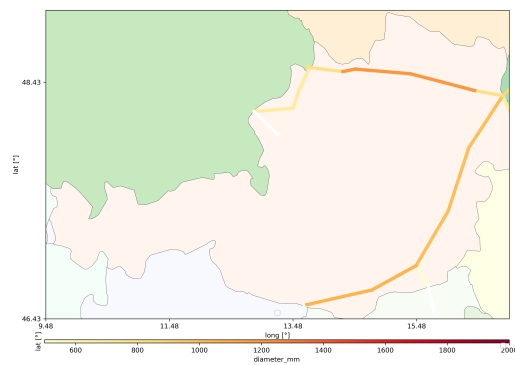 lat [°]
48.43
46.43
9.48 11.48 13.48 15.48
long [°]
lat [°]
600 800 1000 1200 1400 1600 1800 2000
diameter_mm